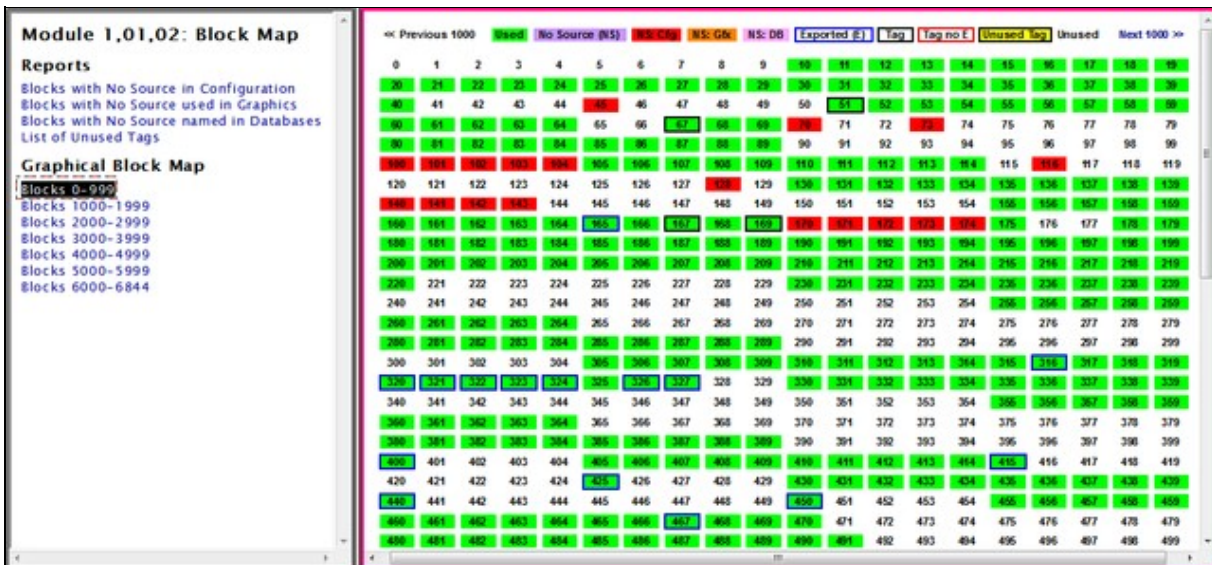 Module 1,01,02: Block Map
Reports
Blocks with No Source in Configuration
Blocks with No Source used in Graphics
Blocks with No Source named in Databases
List of Unused Tags
Graphical Block Map
Blocks 0-999
Blocks 1000-1999
Blocks 2000-2999
Blocks 3000-3999
Blocks 4000-4999
Blocks 5000-5999
Blocks 6000-6844
<< Previous 1000 Used No Source (NS) NS: Cfg NS: Gfx NS: DB Exported (E) Tag Tag no E Unused Tag Unused Next 1000 >>
0 1 2 3 4 5 6 7 8 9 10 11 12 13 14 15 16 17 18 19
20 21 22 23 24 25 26 27 28 29 30 31 32 33 34 35 36 37 38 39
40 41 42 43 44 45 46 47 48 49 50 51 52 53 54 55 56 57 58 59
60 61 62 63 64 65 66 67 68 69 70 71 72 73 74 75 76 77 78 79
80 81 82 83 84 85 86 87 88 89 90 91 92 93 94 95 96 97 98 99
100 101 102 103 104 105 106 107 108 109 110 111 112 113 114 115 116 117 118 119
120 121 122 123 124 125 126 127 128 129 130 131 132 133 134 135 136 137 138 139
140 141 142 143 144 145 146 147 148 149 150 151 152 153 154 155 156 157 158 159
160 161 162 163 164 165 166 167 168 169 170 171 172 173 174 175 176 177 178 179
180 181 182 183 184 185 186 187 188 189 190 191 192 193 194 195 196 197 198 199
200 201 202 203 204 205 206 207 208 209 210 211 212 213 214 215 216 217 218 219
220 221 222 223 224 225 226 227 228 229 230 231 232 233 234 235 236 237 238 239
240 241 242 243 244 245 246 247 248 249 250 251 252 253 254 255 256 257 258 259
260 261 262 263 264 265 266 267 268 269 270 271 272 273 274 275 276 277 278 279
280 281 282 283 284 285 286 287 288 289 290 291 292 293 294 295 296 297 298 299
300 301 302 303 304 305 306 307 308 309 310 311 312 313 314 315 316 317 318 319
320 321 322 323 324 325 326 327 328 329 330 331 332 333 334 335 336 337 338 339
340 341 342 343 344 345 346 347 348 349 350 351 352 353 354 355 356 357 358 359
360 361 362 363 364 365 366 367 368 369 370 371 372 373 374 375 376 377 378 379
380 381 382 383 384 385 386 387 388 389 390 391 392 393 394 395 396 397 398 399
400 401 402 403 404 405 406 407 408 409 410 411 412 413 414 415 416 417 418 419
420 421 422 423 424 425 426 427 428 429 430 431 432 433 434 435 436 437 438 439
440 441 442 443 444 445 446 447 448 449 450 451 452 453 454 455 456 457 458 459
460 461 462 463 464 465 466 467 468 469 470 471 472 473 474 475 476 477 478 479
480 481 482 483 484 485 486 487 488 489 490 491 492 493 494 495 496 497 498 499